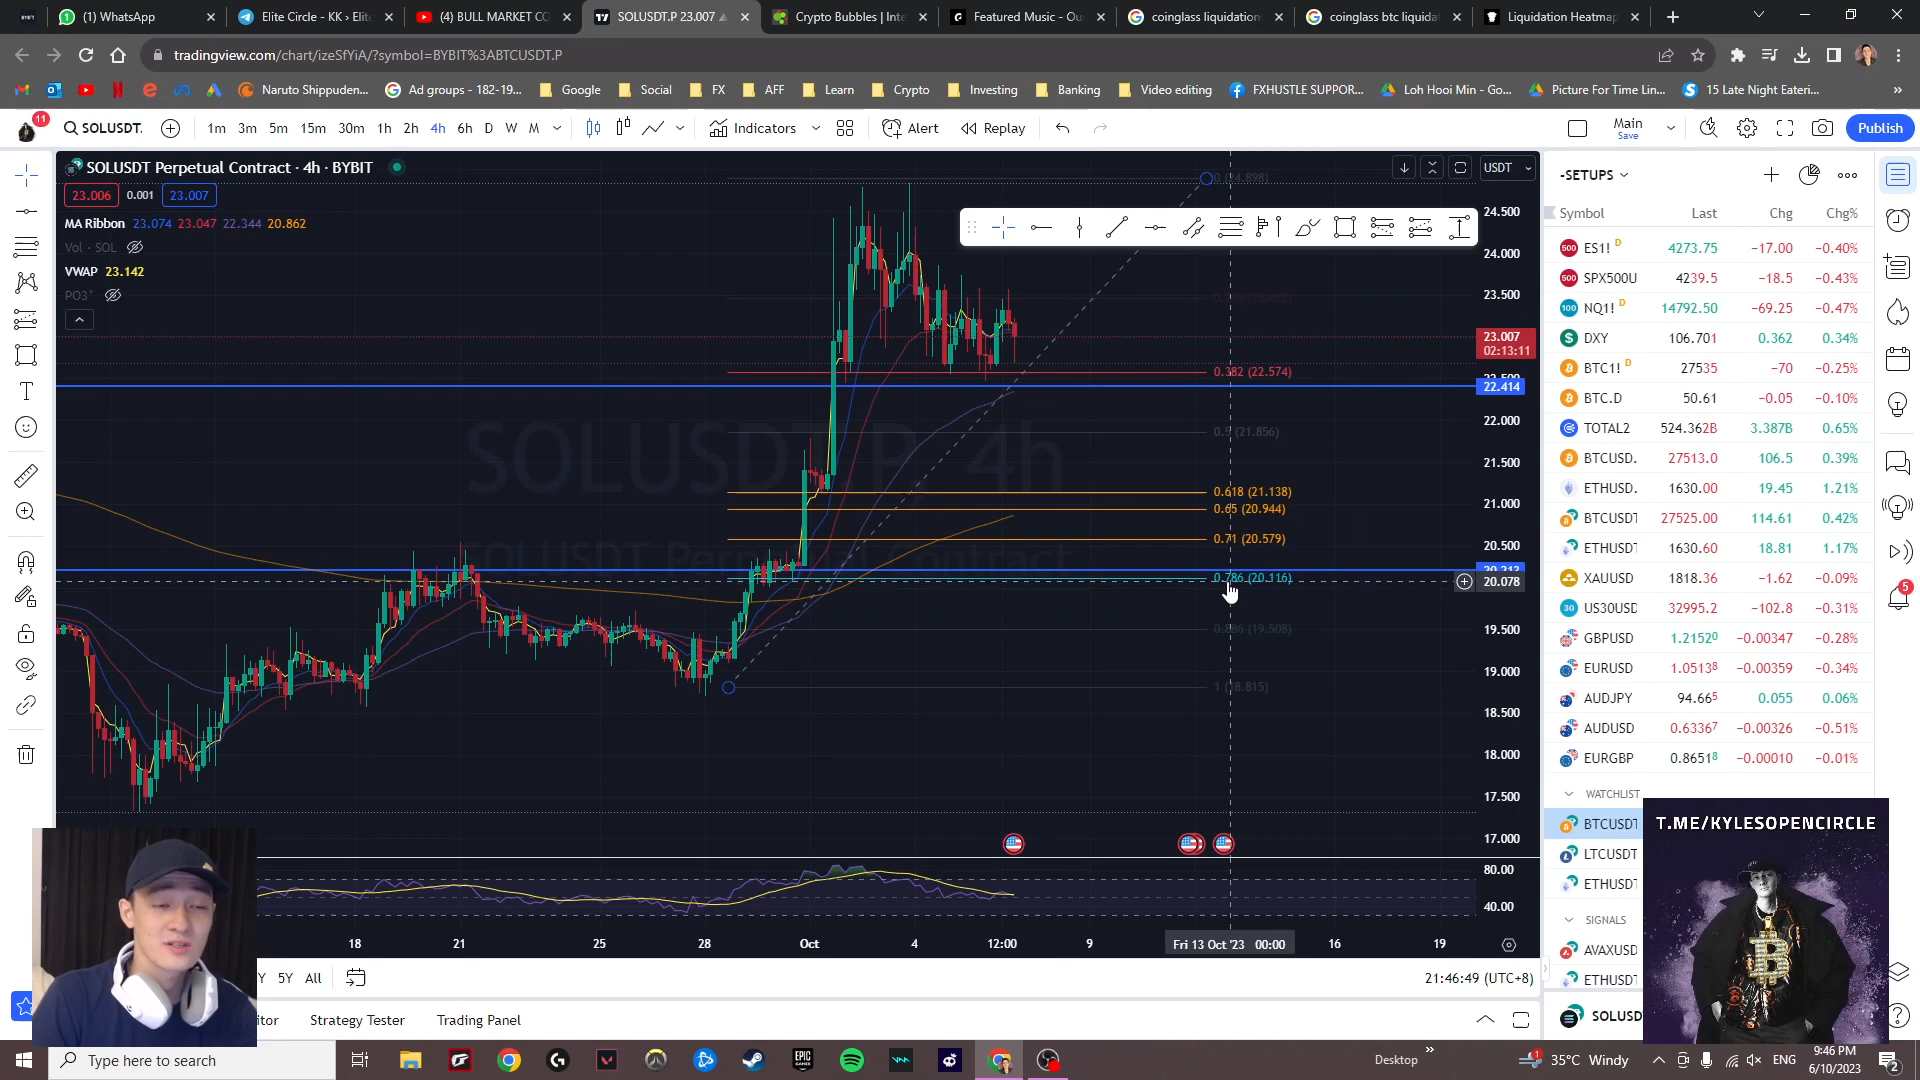 (1) WhatsApp
Elite Circle - KK › Elite
(4) BULL MARKET CO
SOLUSDT.P 23.007
Crypto Bubbles | Inte
Featured Music - Ou
coinglass liquidation
coinglass btc liquida
Liquidation Heatmap
tradingview.com/chart/izeSfYiA/?symbol=BYBIT%3ABTCUSDT.P
Naruto Shippuden...
Ad groups - 182-19...
Google
Social
FX
AFF
Learn
Crypto
Investing
Banking
Video editing
FXHUSTLE SUPPOR...
Loh Hooi Min - Go...
Picture For Time Lin...
15 Late Night Eateri...
»
11
SOLUSDT.
1m 3m 5m 15m 30m 1h 2h 4h 6h D W M
Indicators
Alert
Replay
Main
Save
Publish
SOLUSDT Perpetual Contract · 4h · BYBIT
23.006 0.001 23.007
MA Ribbon 23.074 23.047 22.344 20.862
Vol · SOL
VWAP 23.142
PO3
USDT
24.500
24.000
23.500
23.007
02:13:11
22.414
22.000
21.500
21.000
20.500
20.078
19.500
19.000
18.500
18.000
17.500
17.000
80.00
40.00
0 (24.898)
0.382 (22.574)
0.5 (21.856)
0.618 (21.138)
0.65 (20.944)
0.71 (20.579)
0.786 (20.116)
0.886 (19.508)
1 (18.815)
SOLUSDT.P, 4h
SOLUSDT Perpetual Contract
18 21 25 28 Oct 4 12:00 9 Fri 13 Oct '23 00:00 16 19
Y 5Y All
21:46:49 (UTC+8)
itor
Strategy Tester
Trading Panel
-SETUPS
Symbol Last Chg Chg%
ES1! D 4273.75 −17.00 −0.40%
SPX500U 4239.5 −18.5 −0.43%
NQ1! D 14792.50 −69.25 −0.47%
DXY 106.701 0.362 0.34%
BTC1! D 27535 −70 −0.25%
BTC.D 50.61 −0.05 −0.10%
TOTAL2 524.362B 3.387B 0.65%
BTCUSD. 27513.0 106.5 0.39%
ETHUSD. 1630.00 19.45 1.21%
BTCUSDT 27525.00 114.61 0.42%
ETHUSDT 1630.60 18.81 1.17%
XAUUSD 1818.36 −1.62 −0.09%
US30USD 32995.2 −102.8 −0.31%
GBPUSD 1.21520 −0.00347 −0.28%
EURUSD 1.05138 −0.00359 −0.34%
AUDJPY 94.665 0.055 0.06%
AUDUSD 0.63367 −0.00326 −0.51%
EURGBP 0.86518 −0.00010 −0.01%
WATCHLIST
BTCUSDT
LTCUSDT
ETHUSDT
SIGNALS
AVAXUSD
ETHUSDT
SOLUSD
5
T.ME/KYLESOPENCIRCLE
Type here to search
Desktop
»
35°C Windy
ENG
9:46 PM
6/10/2023
2